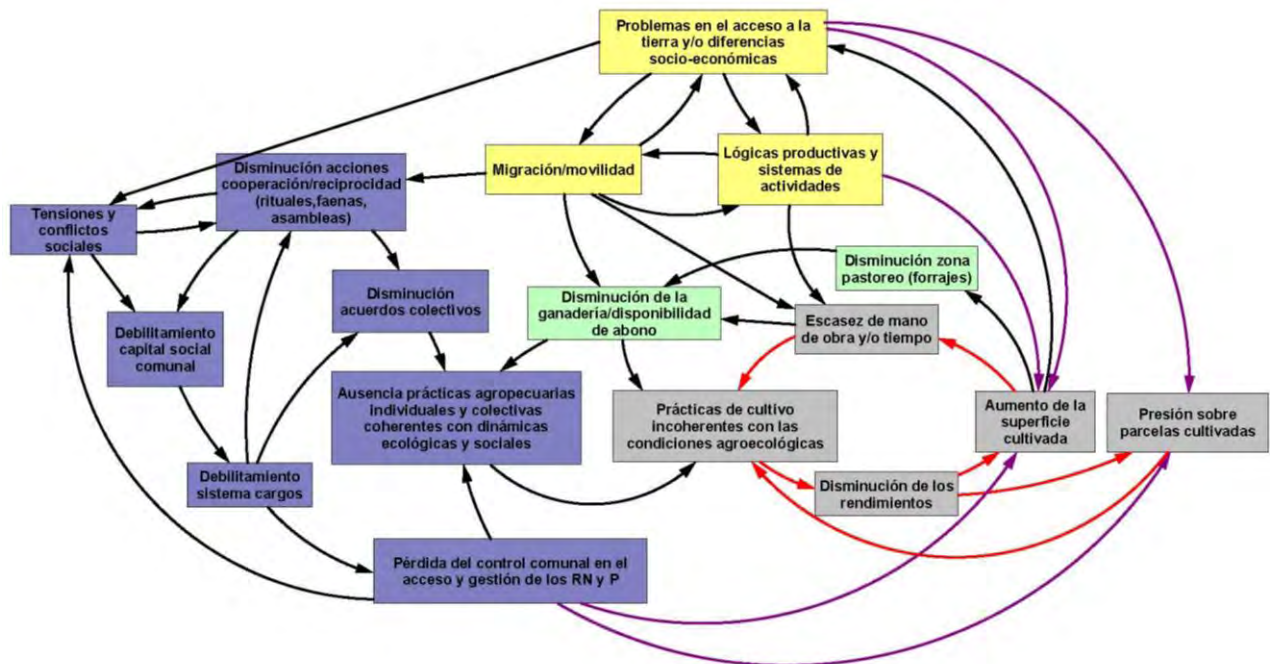 Problemas en el acceso a la
tierra y/o diferencias
socio-económicas
Migración/movilidad
Lógicas productivas y
sistemas de
actividades
Disminución acciones
cooperación/reciprocidad
(rituales,faenas,
asambleas)
Tensiones y
conflictos
sociales
Disminución zona
pastoreo (forrajes)
Disminución
acuerdos colectivos
Disminución de la
ganadería/disponibilidad
de abono
Escasez de mano
de obra y/o tiempo
Debilitamiento
capital social
comunal
Ausencia prácticas agropecuarias
individuales y colectivas
coherentes con dinámicas
ecológicas y sociales
Prácticas de cultivo
incoherentes con las
condiciones agroecológicas
Aumento de la
superficie
cultivada
Presión sobre
parcelas cultivadas
Debilitamiento
sistema cargos
Disminución de los
rendimientos
Pérdida del control comunal en el
acceso y gestión de los RN y P